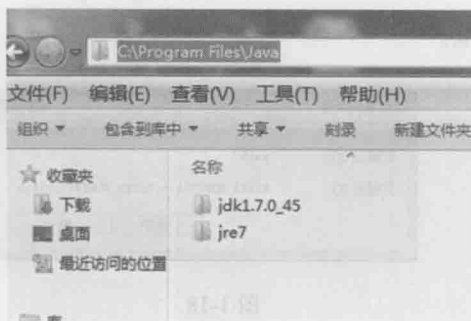 C:\Program Files\Java
文件(F) 编辑(E) 查看(V) 工具(T) 帮助(H)
组织 包含到库中 共享 刻录 新建文件夹
收藏夹
下载
桌面
最近访问的位置
库
名称
jdk1.7.0_45
jre7